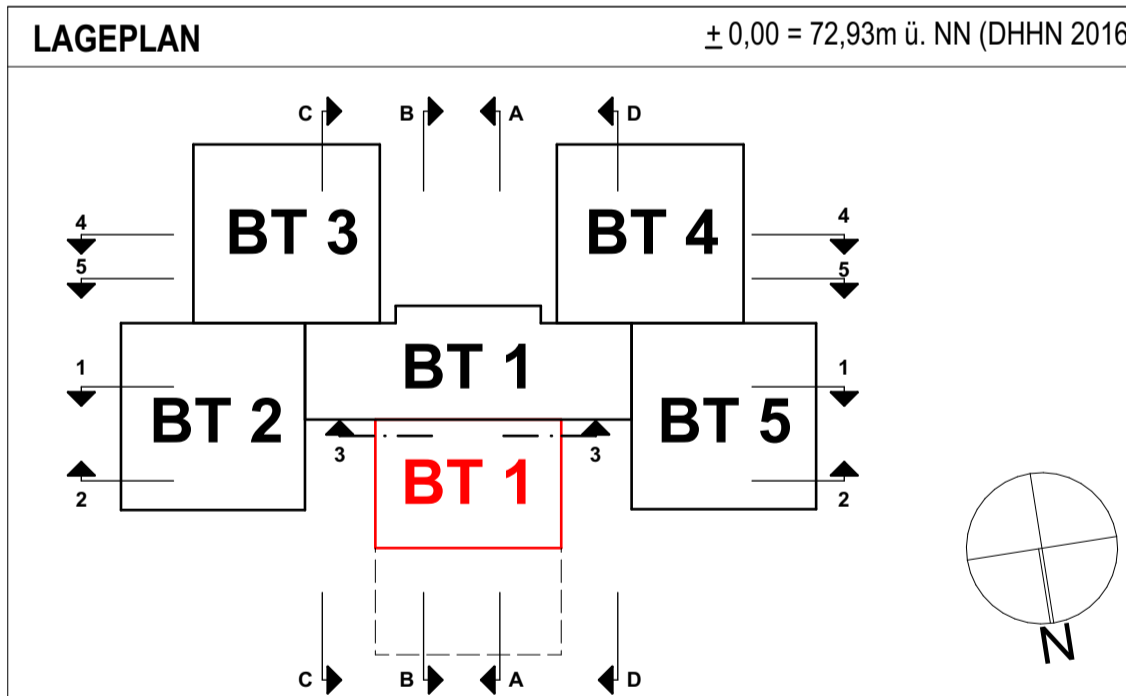 LAGEPLAN
± 0,00 = 72,93m ü. NN (DHHN 2016
C B A D
BT 3 BT 4
4 4
5 5
1 1
BT 1
BT 2 BT 5
3 3
BT 1
2 2
N
C B A D